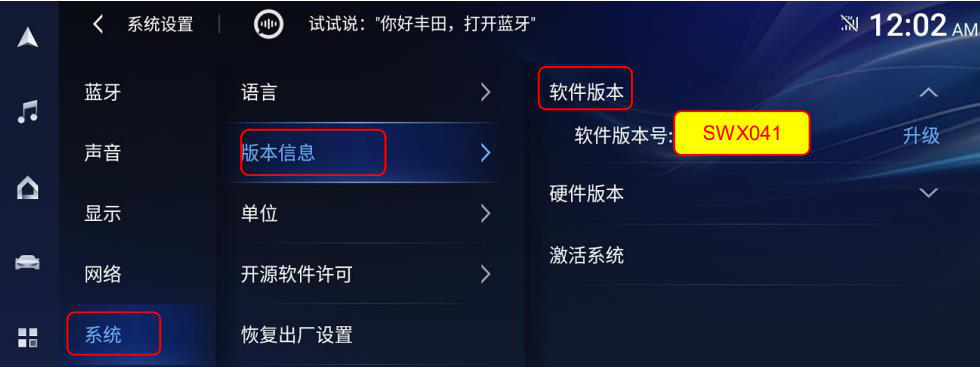 系统设置
试试说："你好丰田，打开蓝牙"
12:02 AM
蓝牙
声音
显示
网络
系统
语言
版本信息
单位
开源软件许可
恢复出厂设置
软件版本
软件版本号: SWX041 升级
硬件版本
激活系统